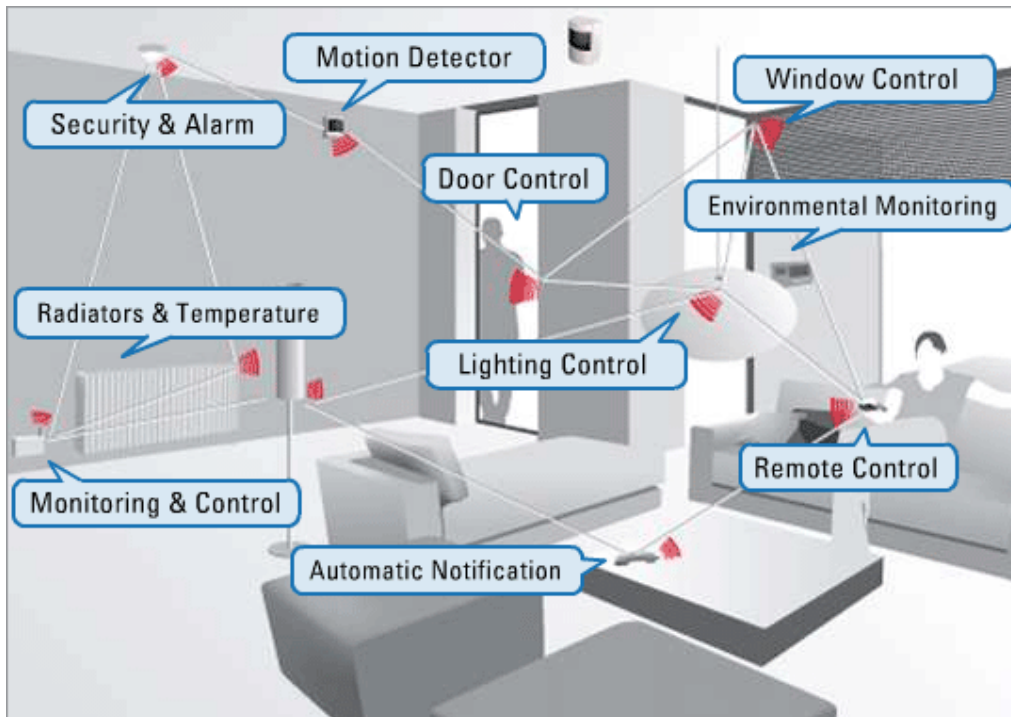 Motion Detector
Window Control
Security & Alarm
Door Control
Environmental Monitoring
Radiators & Temperature
Lighting Control
Remote Control
Monitoring & Control
Automatic Notification